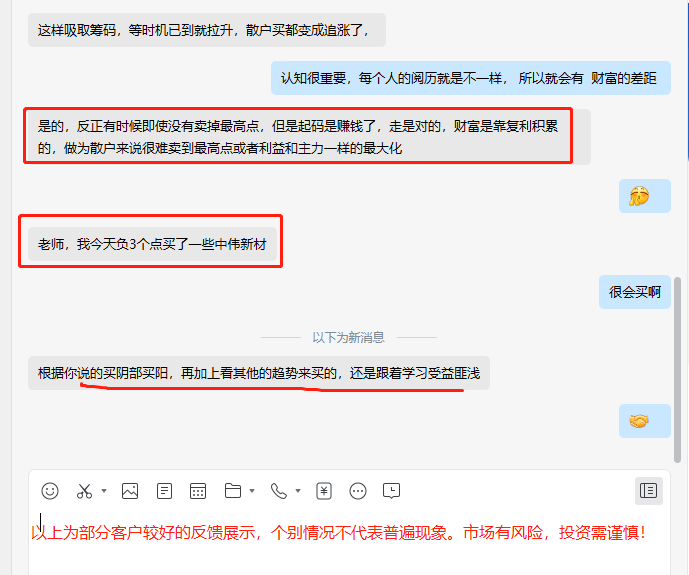 这样吸取筹码，等时机已到就拉升，散户买都变成追涨了，
认知很重要，每个人的阅历就是不一样， 所以就会有 财富的差距
是的，反正有时候即使没有卖掉最高点，但是起码是赚钱了，走是对的，财富是靠复利积累
的，做为散户来说很难卖到最高点或者利益和主力一样的最大化
老师，我今天负3个点买了一些中伟新材
很会买啊
以下为新消息
根据你说的买阴部买阳，再加上看其他的趋势来买的，还是跟着学习受益匪浅
以上为部分客户较好的反馈展示，个别情况不代表普遍现象。市场有风险，投资需谨慎！